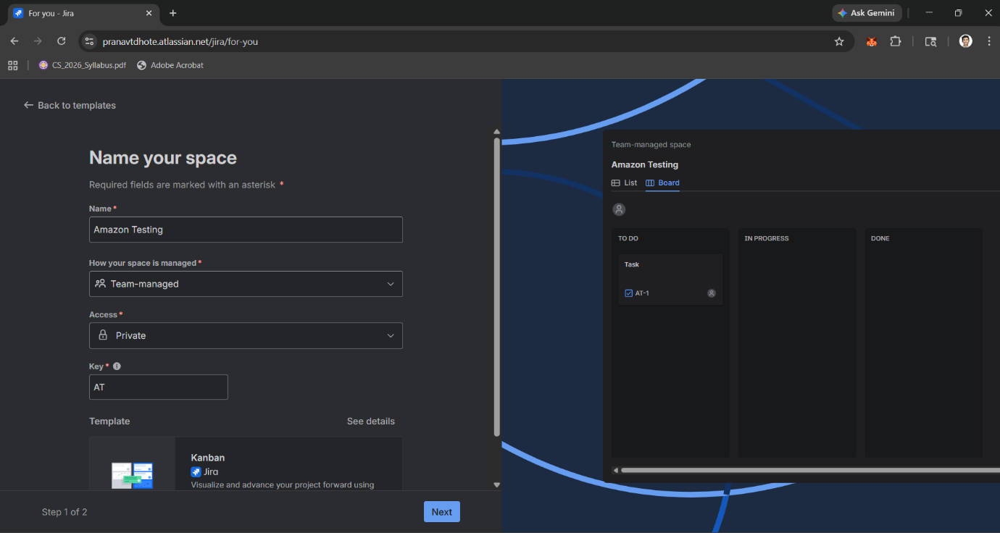 For you - Jira
Ask Gemini
pranavtdhote.atlassian.net/jira/for-you
CS_2026_Syllabus.pdf
Adobe Acrobat
Back to templates
Name your space
Required fields are marked with an asterisk *
Name *
Amazon Testing
How your space is managed *
Team-managed
Access *
Private
Key *
AT
Template
See details
Kanban
Jira
Visualize and advance your project forward using
Step 1 of 2
Next
Team-managed space
Amazon Testing
List
Board
TO DO
Task
AT-1
IN PROGRESS
DONE